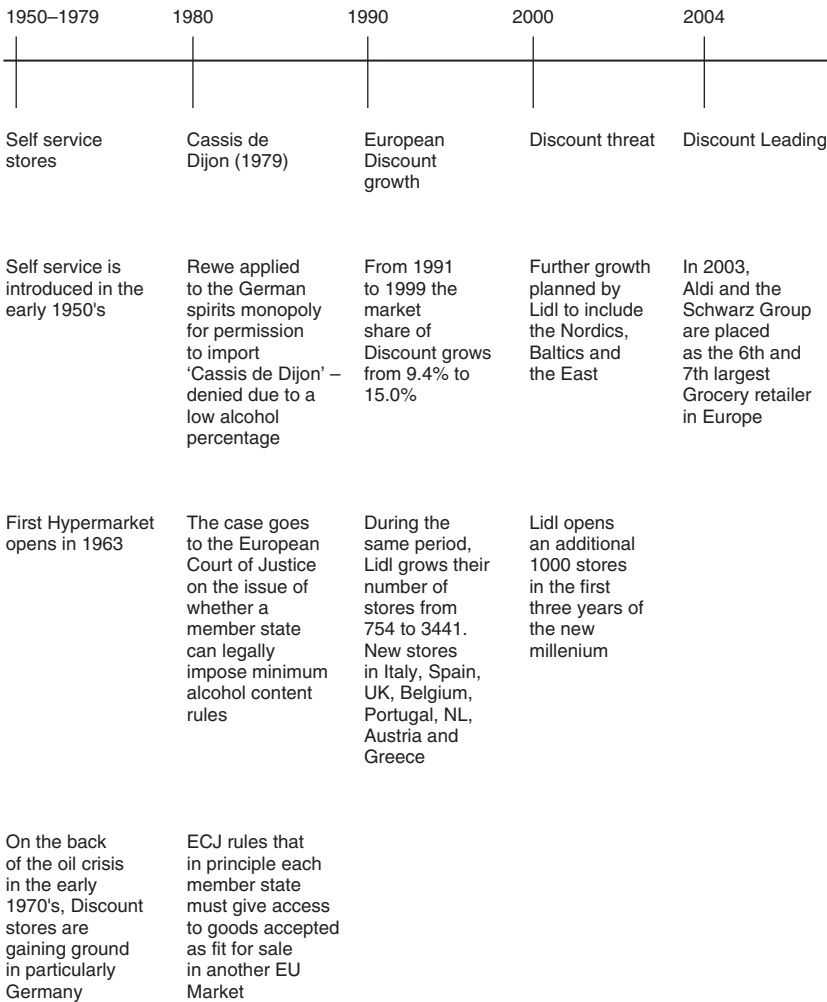 1950–1979
1980
1990
2000
2004
Self service
stores
Cassis de
Dijon (1979)
European
Discount
growth
Discount threat
Discount Leading
Self service is
introduced in the
early 1950's
Rewe applied
to the German
spirits monopoly
for permission
to import
‘Cassis de Dijon’ –
denied due to a
low alcohol
percentage
From 1991
to 1999 the
market
share of
Discount grows
from 9.4% to
15.0%
Further growth
planned by
Lidl to include
the Nordics,
Baltics and
the East
In 2003,
Aldi and the
Schwarz Group
are placed
as the 6th and
7th largest
Grocery retailer
in Europe
First Hypermarket
opens in 1963
The case goes
to the European
Court of Justice
on the issue of
whether a
member state
can legally
impose minimum
alcohol content
rules
During the
same period,
Lidl grows their
number of
stores from
754 to 3441.
New stores
in Italy, Spain,
UK, Belgium,
Portugal, NL,
Austria and
Greece
Lidl opens
an additional
1000 stores
in the first
three years of
the new
millenium
On the back
of the oil crisis
in the early
1970's, Discount
stores are
gaining ground
in particularly
Germany
ECJ rules that
in principle each
member state
must give access
to goods accepted
as fit for sale
in another EU
Market